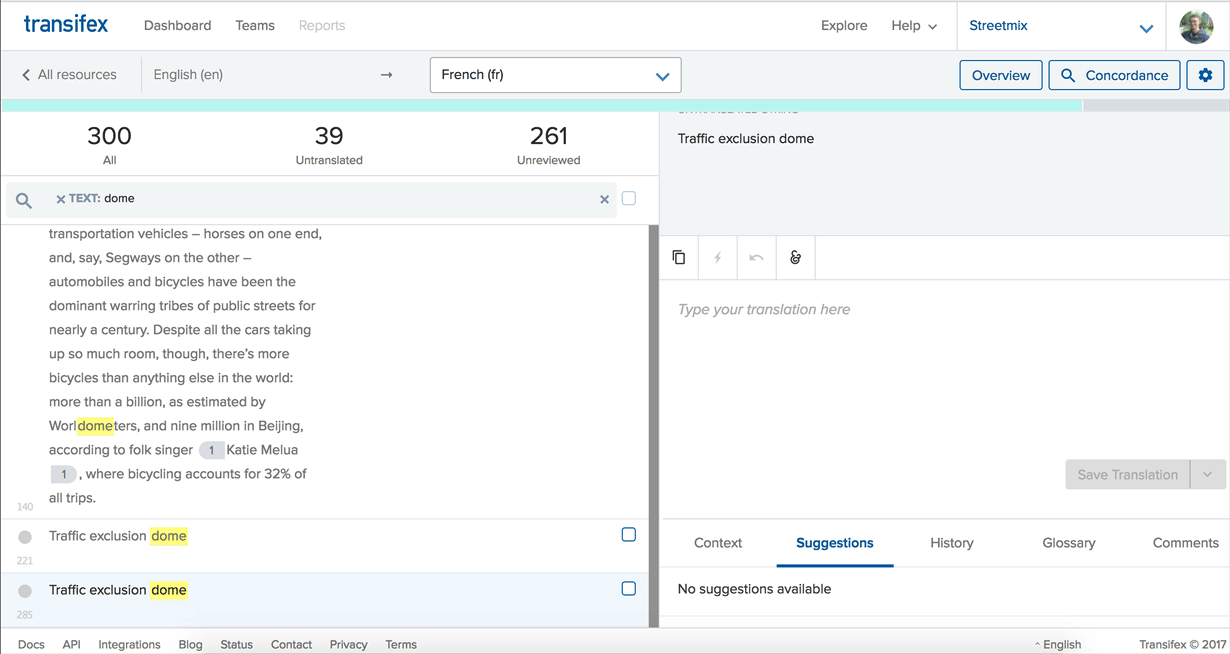 transifex Dashboard Teams Reports Explore Help Streetmix
All resources English (en) → French (fr) Overview Concordance
300 39 261
All Untranslated Unreviewed
× TEXT: dome ×
transportation vehicles – horses on one end,
and, say, Segways on the other –
automobiles and bicycles have been the
dominant warring tribes of public streets for
nearly a century. Despite all the cars taking
up so much room, though, there’s more
bicycles than anything else in the world:
more than a billion, as estimated by
Worldometers, and nine million in Beijing,
according to folk singer 1 Katie Melua
1 , where bicycling accounts for 32% of
all trips.
140
Traffic exclusion dome
221
Traffic exclusion dome
285
Traffic exclusion dome
Type your translation here
Save Translation
Context Suggestions History Glossary Comments
No suggestions available
Docs API Integrations Blog Status Contact Privacy Terms English Transifex © 2017